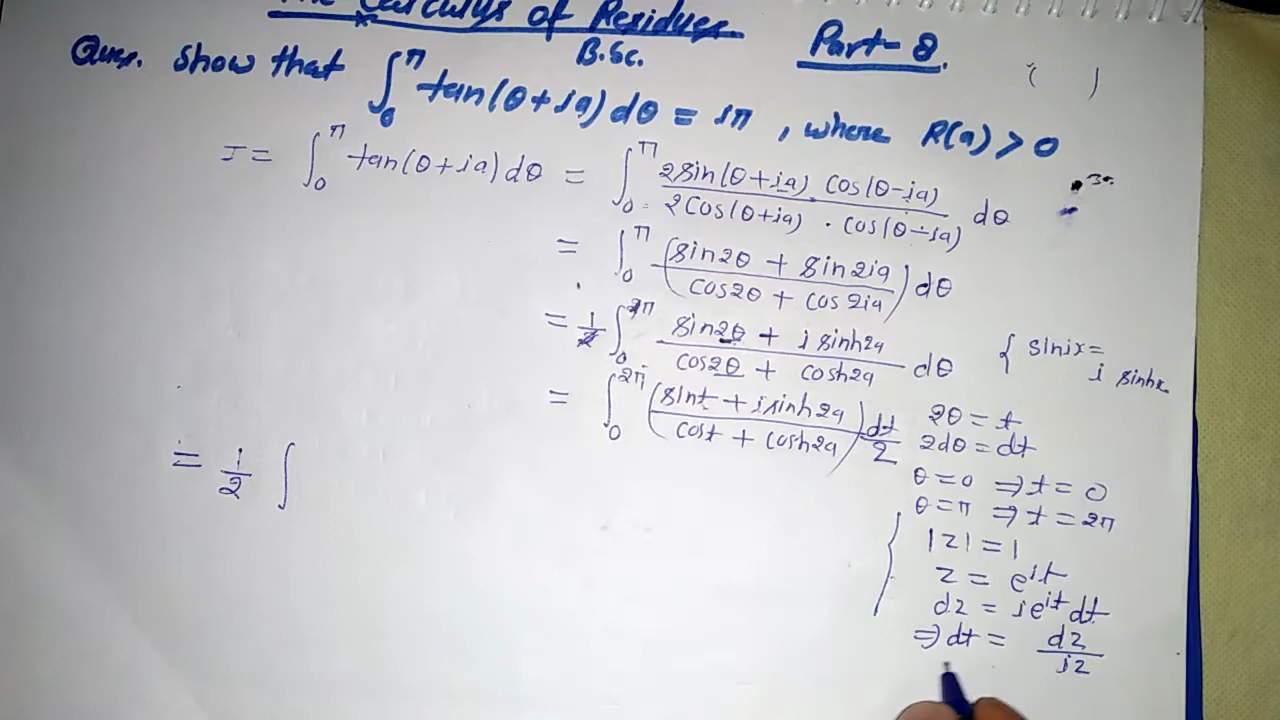 The Calculus of Residues Part-8.
B.Sc. ( )
Ques. Show that ∫₀^π tan(θ+ia)dθ = iπ, where R(a)>0
I = ∫₀^π tan(θ+ia)dθ = ∫₀^π 2sin(θ+ia).cos(θ-ia) / 2cos(θ+ia).cos(θ-ia) dθ
= ∫₀^π (sin2θ + sin2ia / cos2θ + cos2ia) dθ
= 1/2 ∫₀^2π sin2θ + i sinh2a / cos2θ + cosh2a dθ { sinix = i sinhx
= ∫₀^2π (sint + isinh2a / cost + cosh2a) dt/2 2θ = t
2dθ = dt
= 1/2 ∫
θ = 0 ⇒ t = 0
θ = π ⇒ t = 2π
{ |z| = 1
z = e^it
dz = ie^it dt
⇒ dt = dz / iz